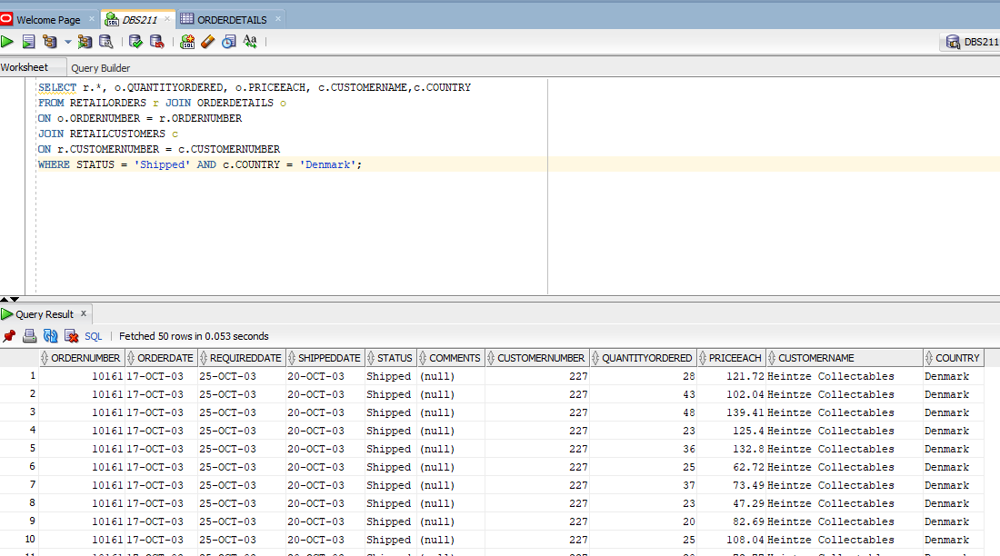 Welcome Page × SQL DBS211 × ORDERDETAILS ×
SQL Aa DBS211
Worksheet Query Builder
SELECT r.*, o.QUANTITYORDERED, o.PRICEEACH, c.CUSTOMERNAME,c.COUNTRY
FROM RETAILORDERS r JOIN ORDERDETAILS o
ON o.ORDERNUMBER = r.ORDERNUMBER
JOIN RETAILCUSTOMERS c
ON r.CUSTOMERNUMBER = c.CUSTOMERNUMBER
WHERE STATUS = 'Shipped' AND c.COUNTRY = 'Denmark';
Query Result ×
SQL | Fetched 50 rows in 0.053 seconds
ORDERNUMBER ORDERDATE REQUIREDDATE SHIPPEDDATE STATUS COMMENTS CUSTOMERNUMBER QUANTITYORDERED PRICEEACH CUSTOMERNAME COUNTRY
1 10161 17-OCT-03 25-OCT-03 20-OCT-03 Shipped (null) 227 28 121.72 Heintze Collectables Denmark
2 10161 17-OCT-03 25-OCT-03 20-OCT-03 Shipped (null) 227 43 102.04 Heintze Collectables Denmark
3 10161 17-OCT-03 25-OCT-03 20-OCT-03 Shipped (null) 227 48 139.41 Heintze Collectables Denmark
4 10161 17-OCT-03 25-OCT-03 20-OCT-03 Shipped (null) 227 23 125.4 Heintze Collectables Denmark
5 10161 17-OCT-03 25-OCT-03 20-OCT-03 Shipped (null) 227 36 132.8 Heintze Collectables Denmark
6 10161 17-OCT-03 25-OCT-03 20-OCT-03 Shipped (null) 227 25 62.72 Heintze Collectables Denmark
7 10161 17-OCT-03 25-OCT-03 20-OCT-03 Shipped (null) 227 37 73.49 Heintze Collectables Denmark
8 10161 17-OCT-03 25-OCT-03 20-OCT-03 Shipped (null) 227 23 47.29 Heintze Collectables Denmark
9 10161 17-OCT-03 25-OCT-03 20-OCT-03 Shipped (null) 227 20 82.69 Heintze Collectables Denmark
10 10161 17-OCT-03 25-OCT-03 20-OCT-03 Shipped (null) 227 25 108.04 Heintze Collectables Denmark